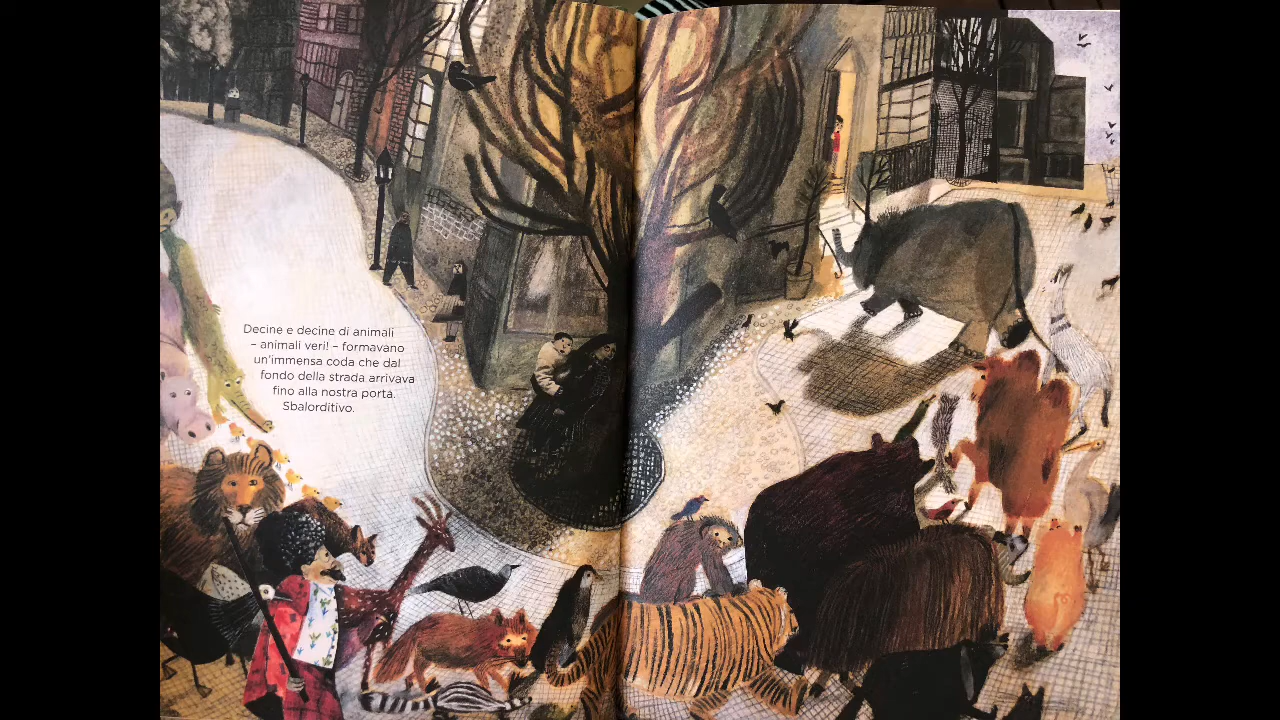 Decine e decine di animali
– animali veri! – formavano
un’immensa coda che dal
fondo della strada arrivava
fino alla nostra porta.
Sbalorditivo.